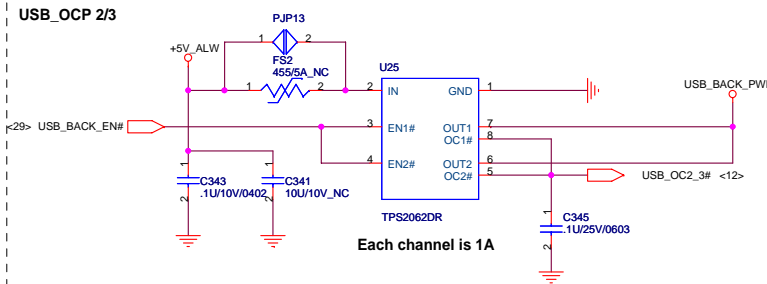 USB_OCP 2/3
PJP13
+5V_ALW
1 2
FS2
455/5A_NC
U25
USB_BACK_PW
1 2
2 IN GND 1
<29> USB_BACK_EN#
3 EN1# OUT1 7
OC1# 8
4 EN2# OUT2 6
OC2# 5
USB_OC2_3# <12>
1 1
C343 C341
.1U/10V/0402 10U/10V_NC
2 2
TPS2062DR
1
C345
.1U/25V/0603
Each channel is 1A
2